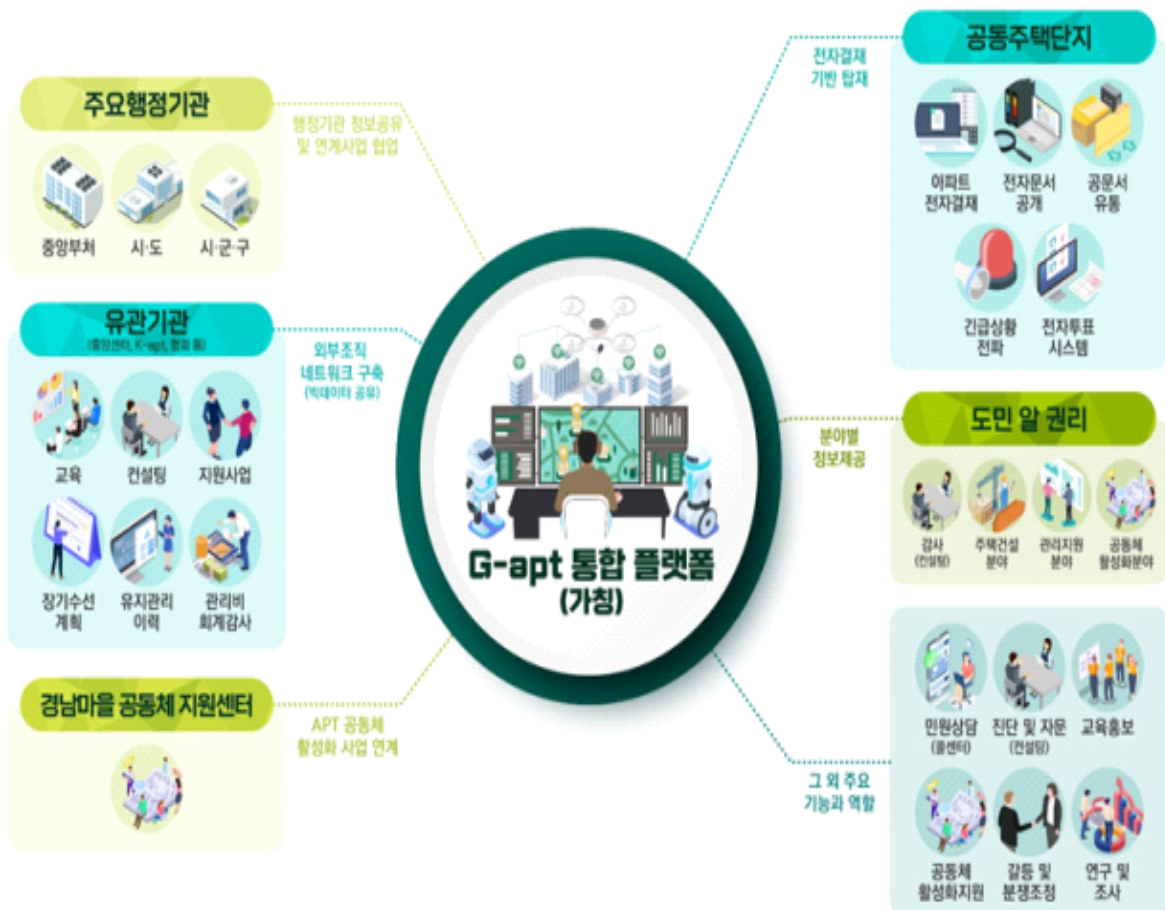 주요행정기관
중앙부처
시·도
시·군·구
행정기관 정보공유
및 연계사업 협업
유관기관
(중앙센터, K-apt, 협회 등)
교육
컨설팅
지원사업
장기수선
계획
유지관리
이력
관리비
회계감사
외부조직
네트워크 구축
(빅데이터 공유)
경남마을 공동체 지원센터
APT 공동체
활성화 사업 연계
G-apt 통합 플랫폼
(가칭)
전자결재
기반 탑재
공동주택단지
아파트
전자결재
전자문서
공개
공문서
유통
긴급상황
전파
전자투표
시스템
분야별
정보제공
도민 알 권리
감사
(컨설팅)
주택건설
분야
관리지원
분야
공동체
활성화분야
그 외 주요
기능과 역할
민원상담
(콜센터)
진단 및 자문
(컨설팅)
교육홍보
공동체
활성화지원
갈등 및
분쟁조정
연구 및
조사